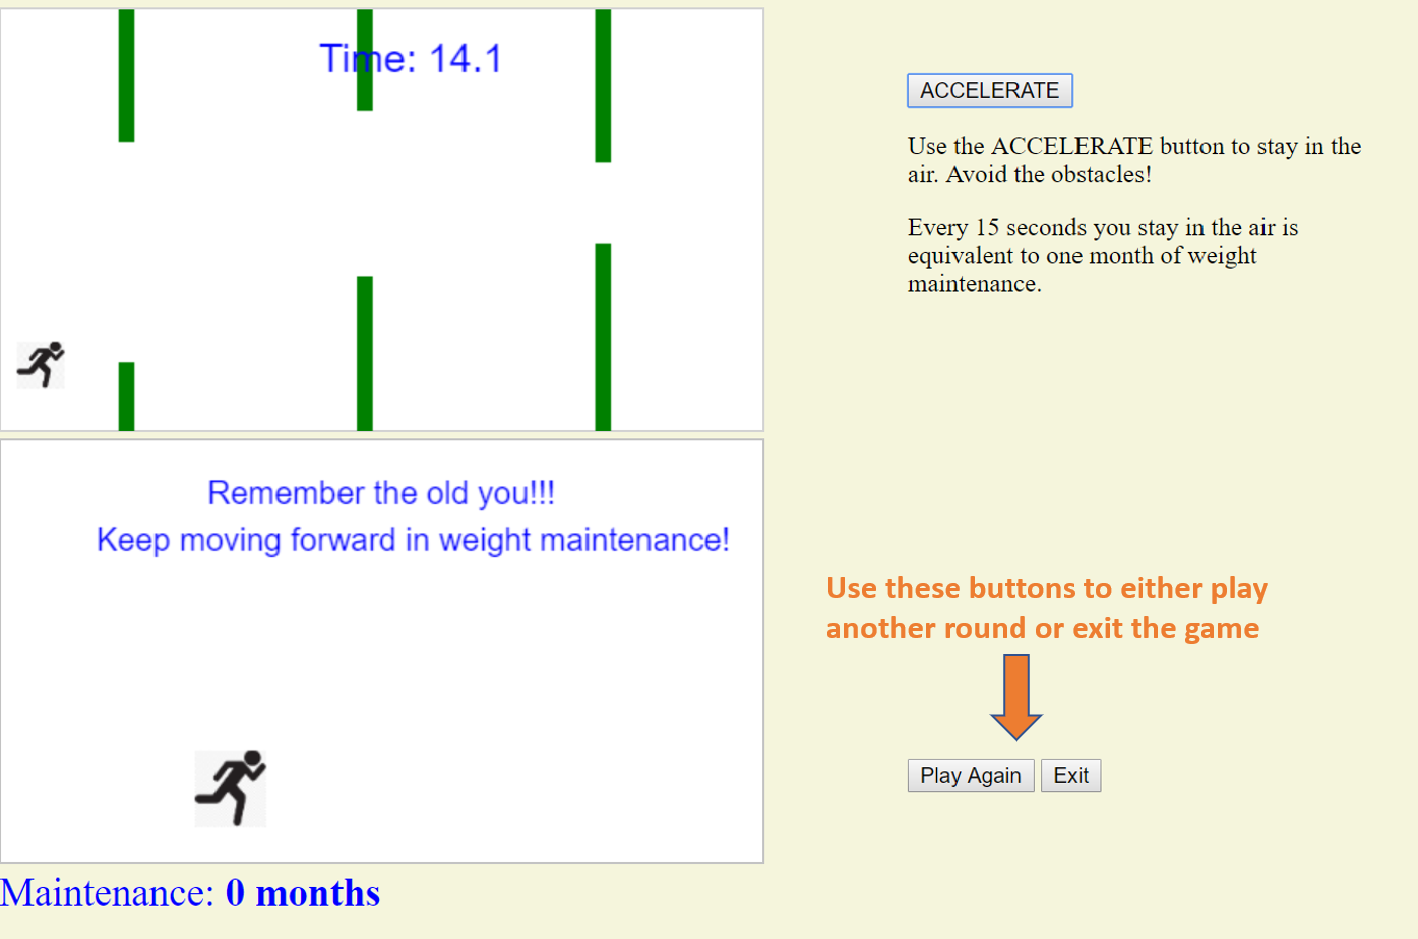 Time: 14.1
ACCELERATE
Use the ACCELERATE button to stay in the
air. Avoid the obstacles!
Every 15 seconds you stay in the air is
equivalent to one month of weight
maintenance.
Remember the old you!!!
Keep moving forward in weight maintenance!
Use these buttons to either play
another round or exit the game
Play Again
Exit
Maintenance: 0 months